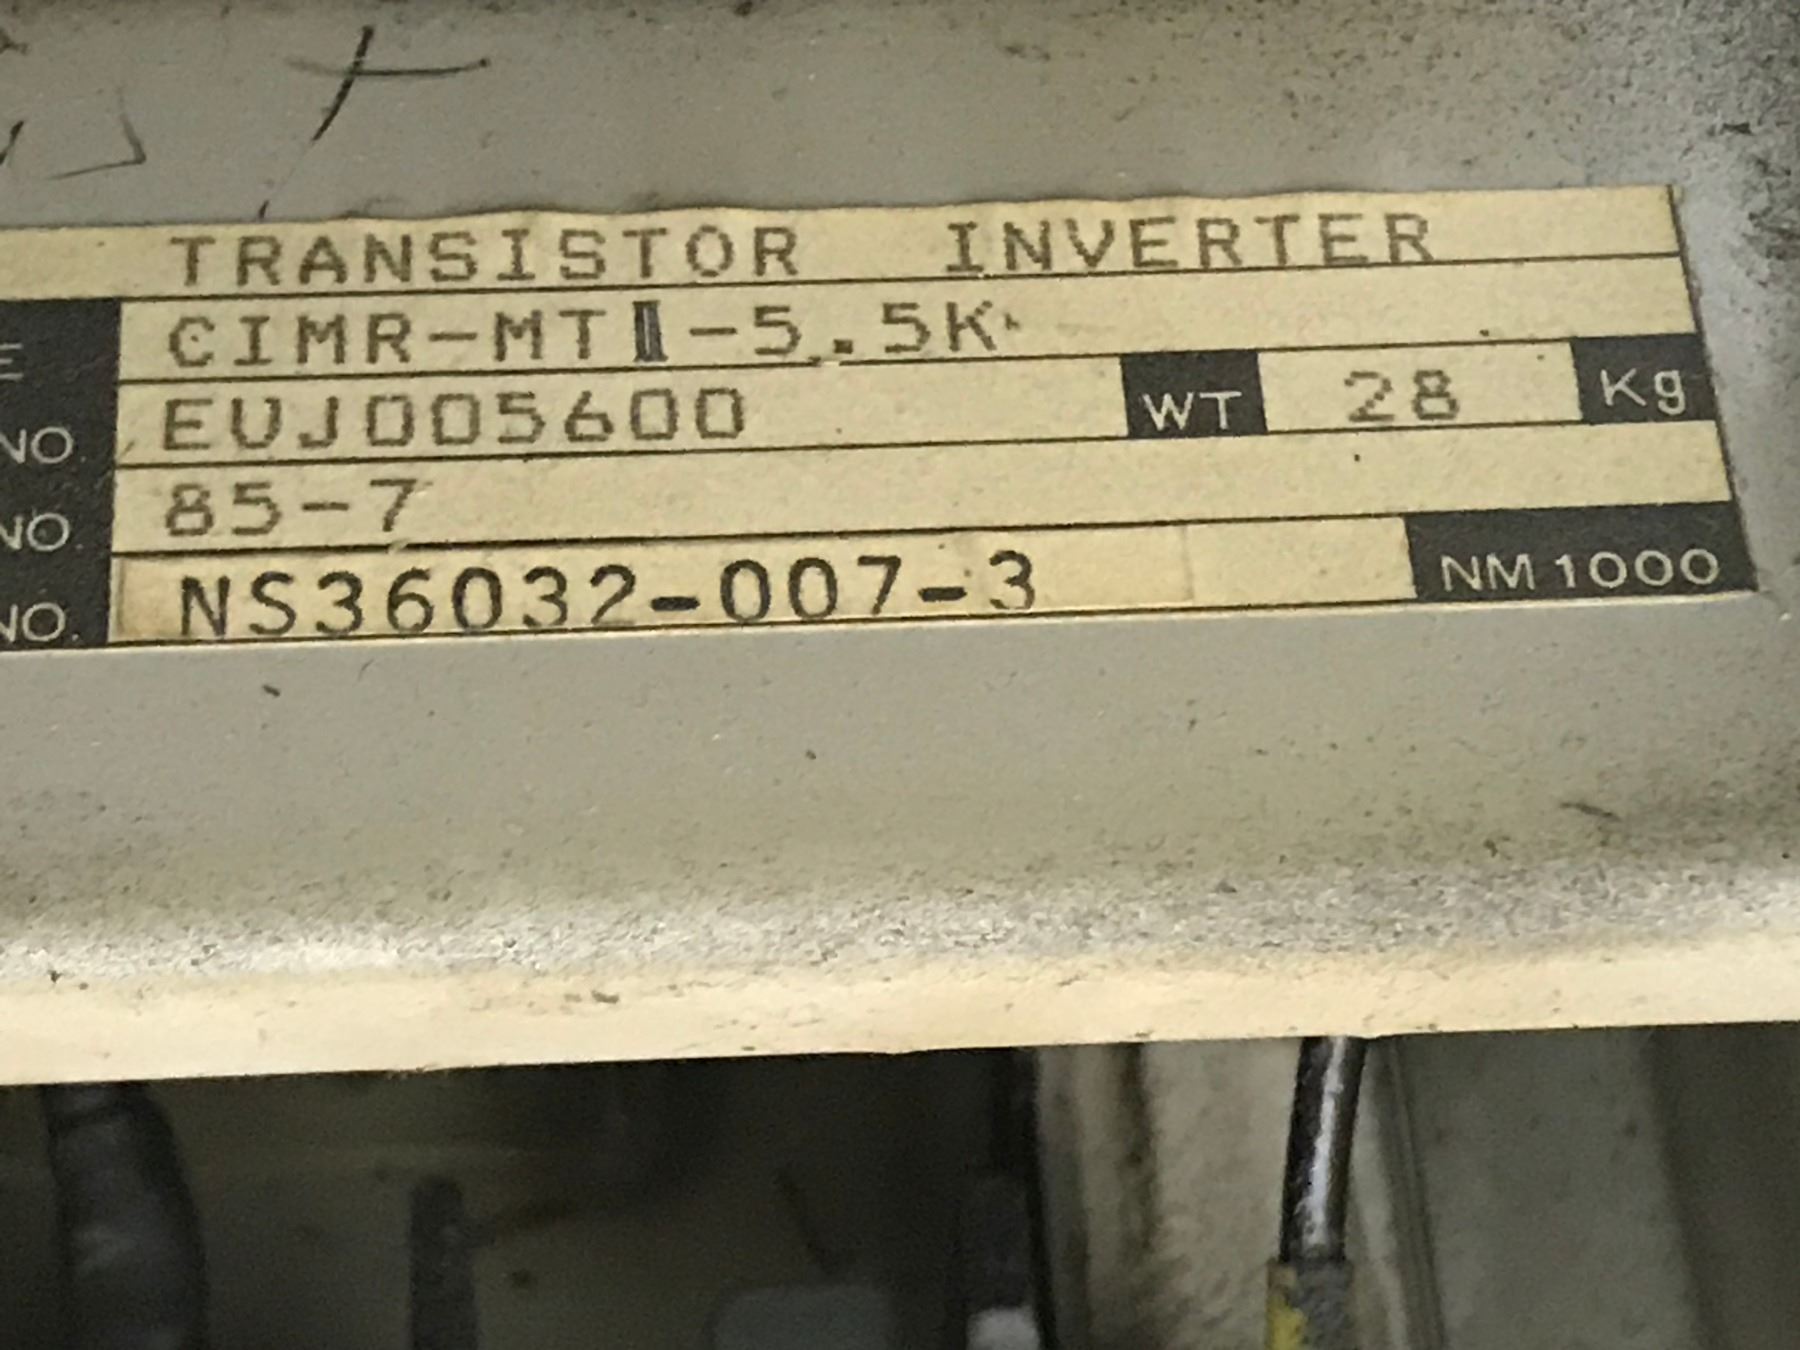 TRANSISTOR INVERTER
E CIMR-MTⅡ-5.5K
NO. EUJ005600 WT 28 Kg
NO. 85-7
NO. NS36032-007-3 NM1000